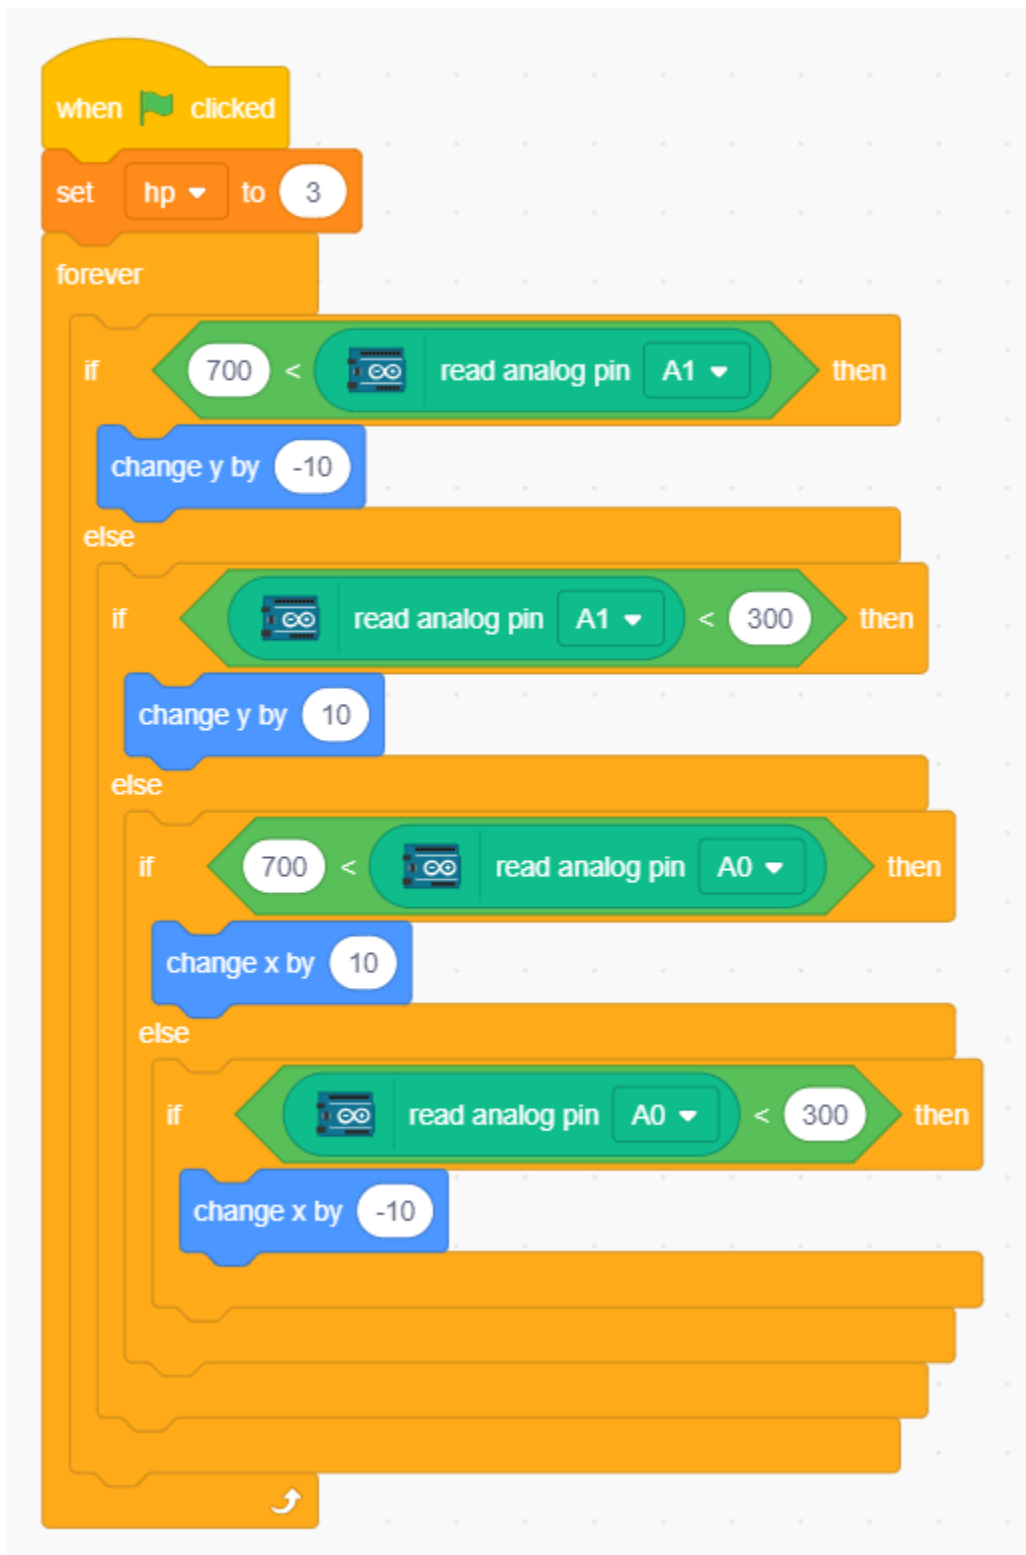 when clicked
set hp to 3
forever
if 700 < read analog pin A1 then
change y by -10
else
if read analog pin A1 < 300 then
change y by 10
else
if 700 < read analog pin A0 then
change x by 10
else
if read analog pin A0 < 300 then
change x by -10